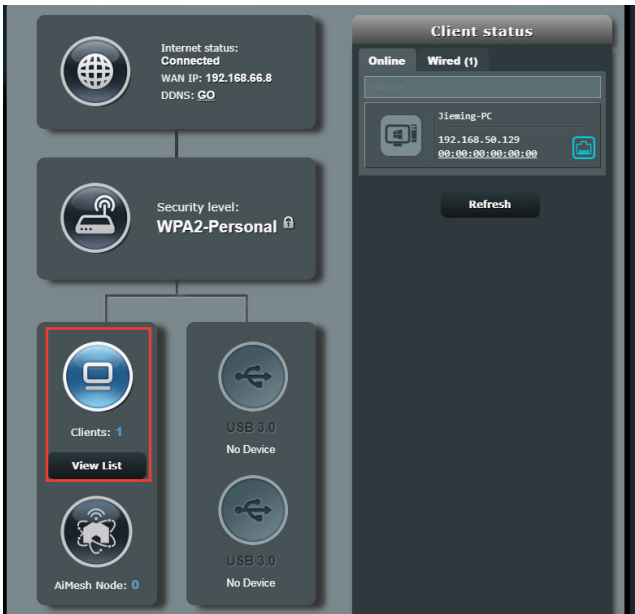 Internet status:
Connected
WAN IP: 192.168.66.8
DDNS: GO
Security level:
WPA2-Personal
Clients: 1
View List
AiMesh Node: 0
USB 3.0
No Device
USB 3.0
No Device
Client status
Online Wired (1)
Search
Jieming-PC
192.168.50.129
00:00:00:00:00:00
Refresh